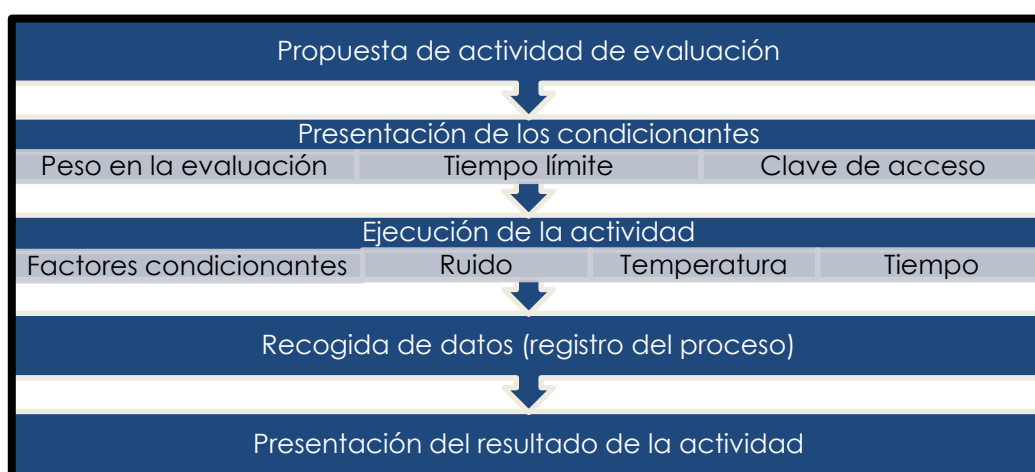 Propuesta de actividad de evaluación
Presentación de los condicionantes
Peso en la evaluación Tiempo límite Clave de acceso
Ejecución de la actividad
Factores condicionantes Ruido Temperatura Tiempo
Recogida de datos (registro del proceso)
Presentación del resultado de la actividad